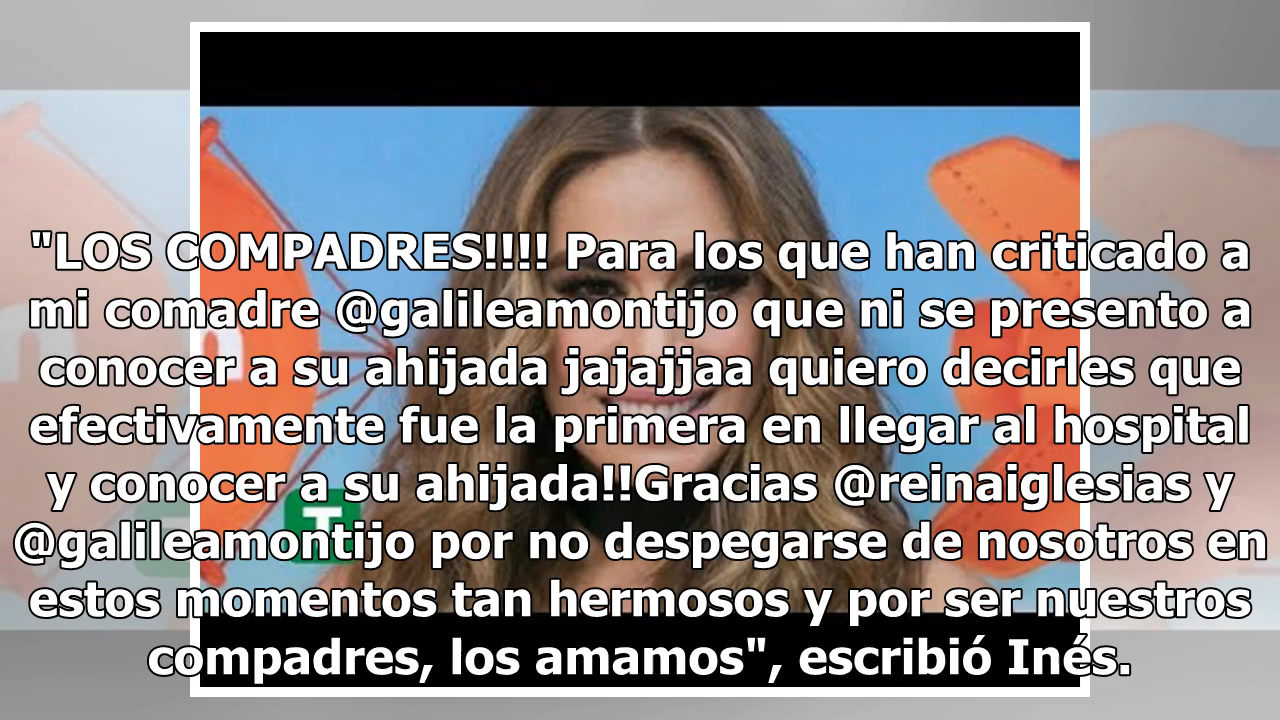 "LOS COMPADRES!!!! Para los que han criticado a
mi comadre @galileamontijo que ni se presento a
conocer a su ahijada jajajjaa quiero decirles que
efectivamente fue la primera en llegar al hospital
y conocer a su ahijada!!Gracias @reinaiglesias y
@galileamontijo por no despegarse de nosotros en
estos momentos tan hermosos y por ser nuestros
compadres, los amamos", escribió Inés.